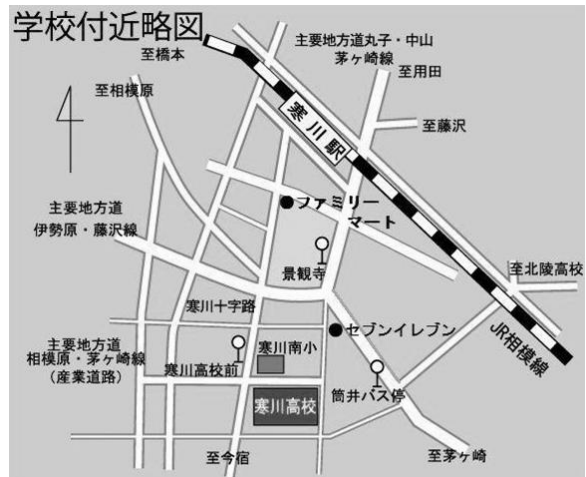 学校付近略図
至橋本
主要地方道丸子・中山
茅ヶ崎線
至用田
至相模原
至藤沢
寒川駅
ファミリー
マート
主要地方道
伊勢原・藤沢線
景観寺
至北陵高校
寒川十字路
セブンイレブン
JR相模線
主要地方道
相模原・茅ヶ崎線
（産業道路）
寒川南小
寒川高校前
筒井バス停
寒川高校
至今宿
至茅ヶ崎